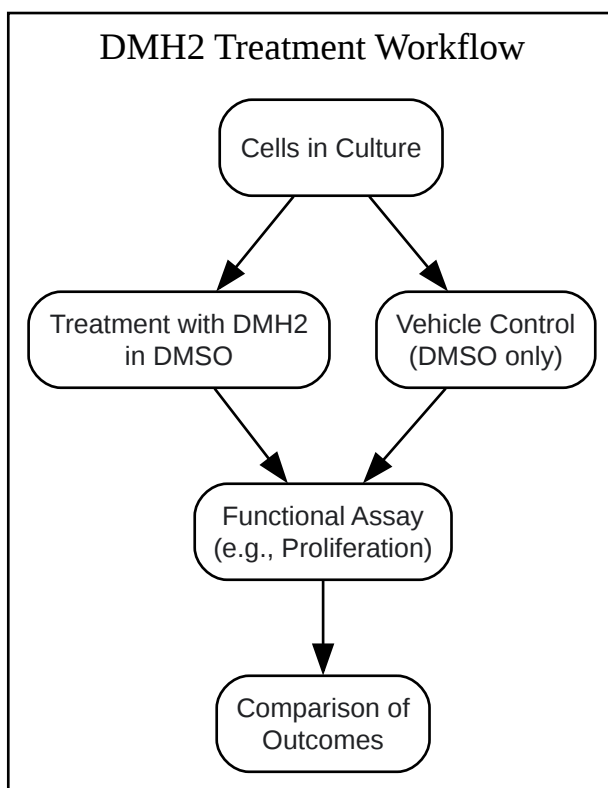 DMH2 Treatment Workflow
Cells in Culture
Treatment with DMH2
in DMSO
Vehicle Control
(DMSO only)
Functional Assay
(e.g., Proliferation)
Comparison of
Outcomes